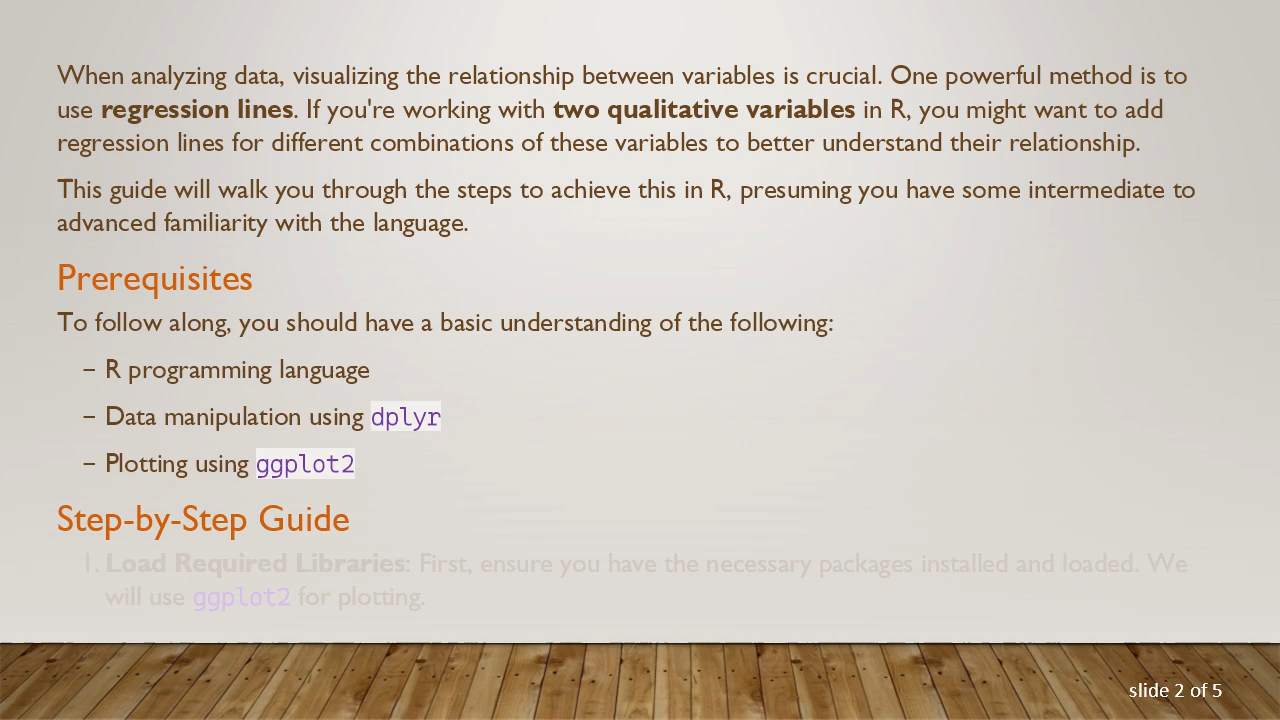 When analyzing data, visualizing the relationship between variables is crucial. One powerful method is to
use regression lines. If you're working with two qualitative variables in R, you might want to add
regression lines for different combinations of these variables to better understand their relationship.
This guide will walk you through the steps to achieve this in R, presuming you have some intermediate to
advanced familiarity with the language.
Prerequisites
To follow along, you should have a basic understanding of the following:
– R programming language
– Data manipulation using dplyr
– Plotting using ggplot2
Step-by-Step Guide
1. Load Required Libraries: First, ensure you have the necessary packages installed and loaded. We
will use ggplot2 for plotting.
slide 2 of 5